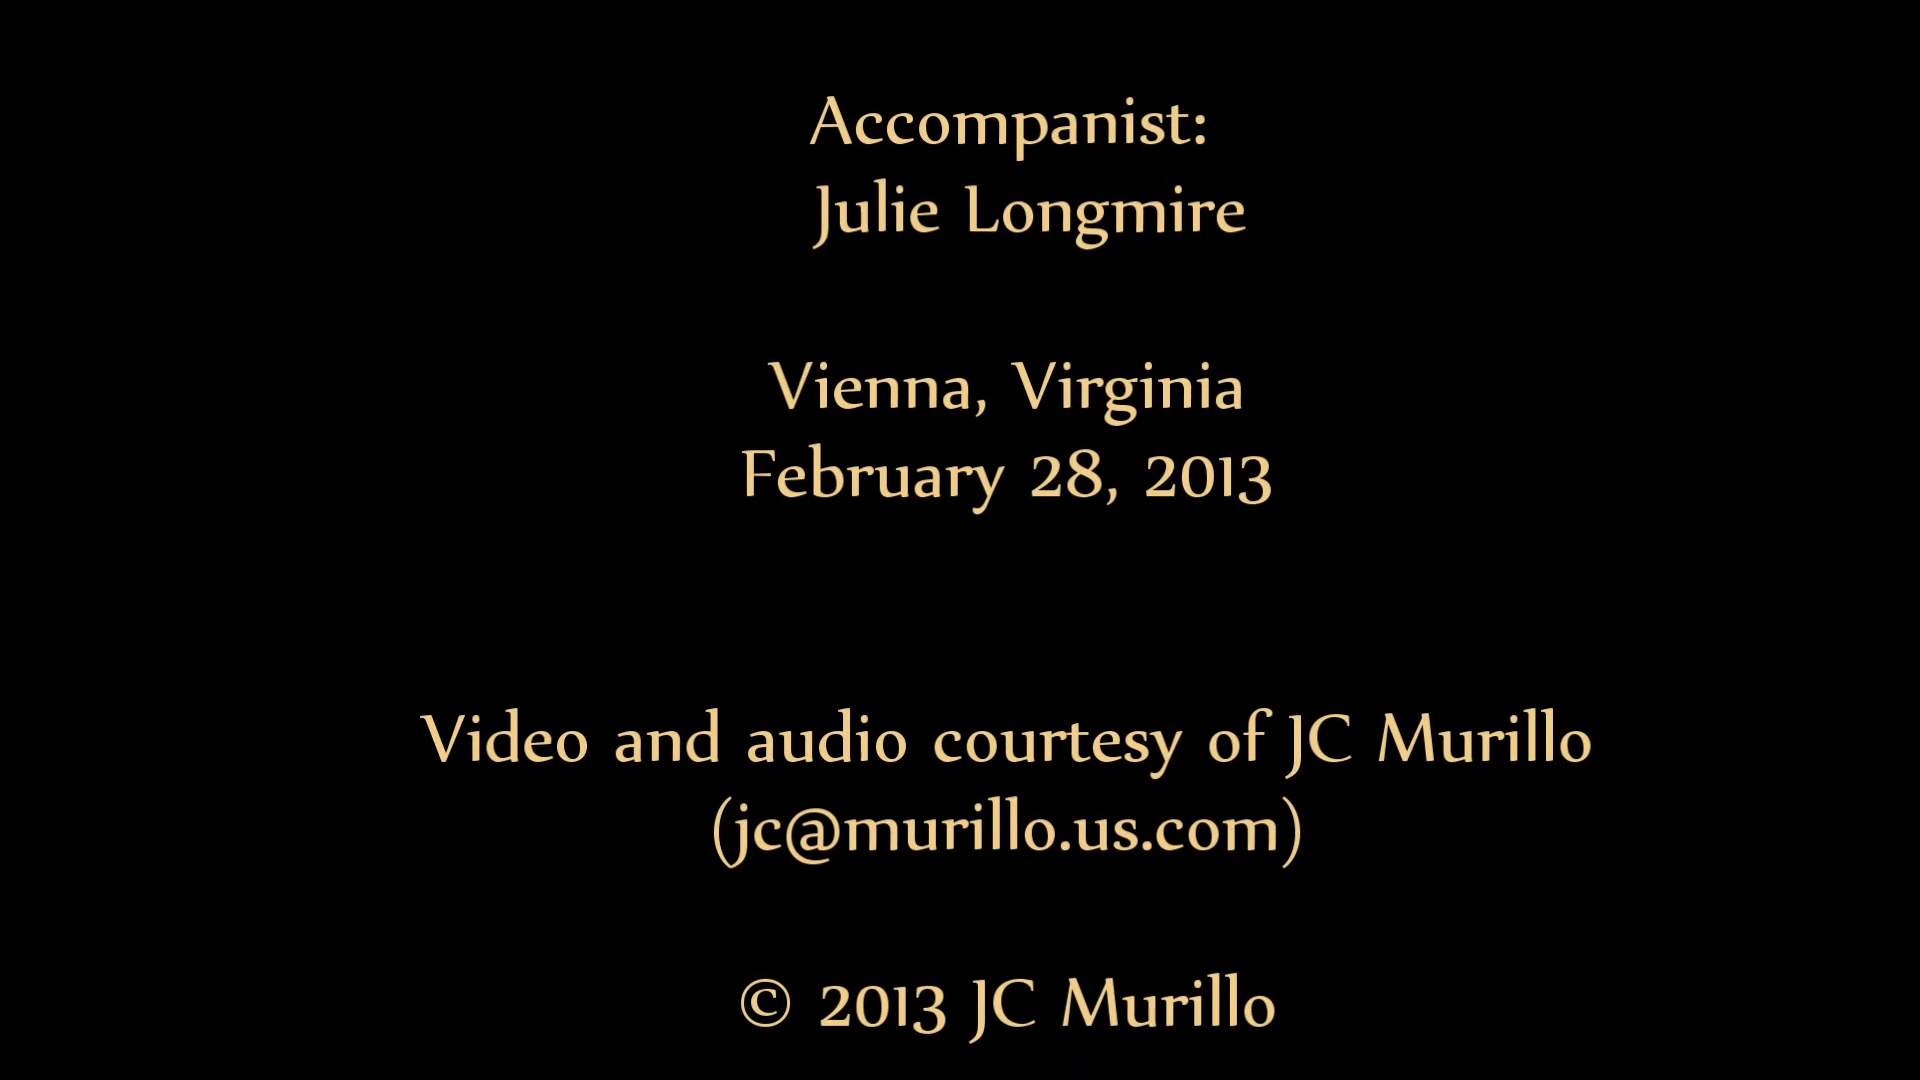 Accompanist:
Julie Longmire
Vienna, Virginia
February 28, 2013
Video and audio courtesy of JC Murillo
(jc@murillo.us.com)
© 2013 JC Murillo